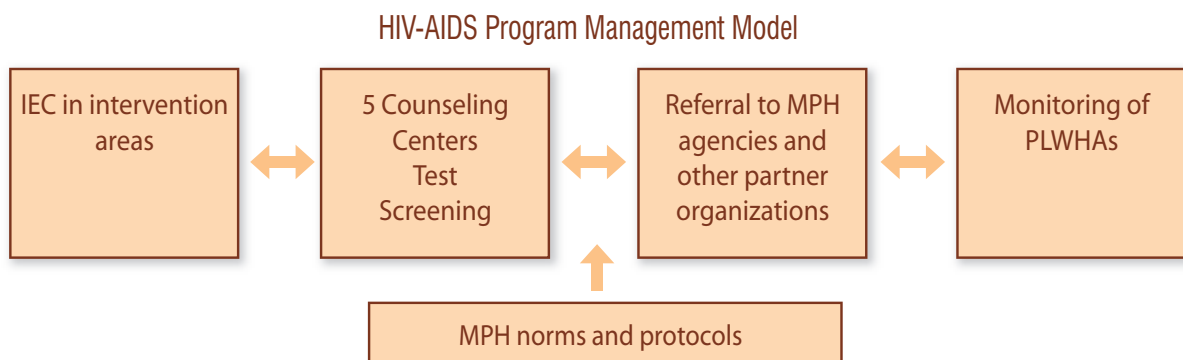 HIV-AIDS Program Management Model
IEC in intervention
areas
5 Counseling
Centers
Test
Screening
Referral to MPH
agencies and
other partner
organizations
Monitoring of
PLWHAs
MPH norms and protocols